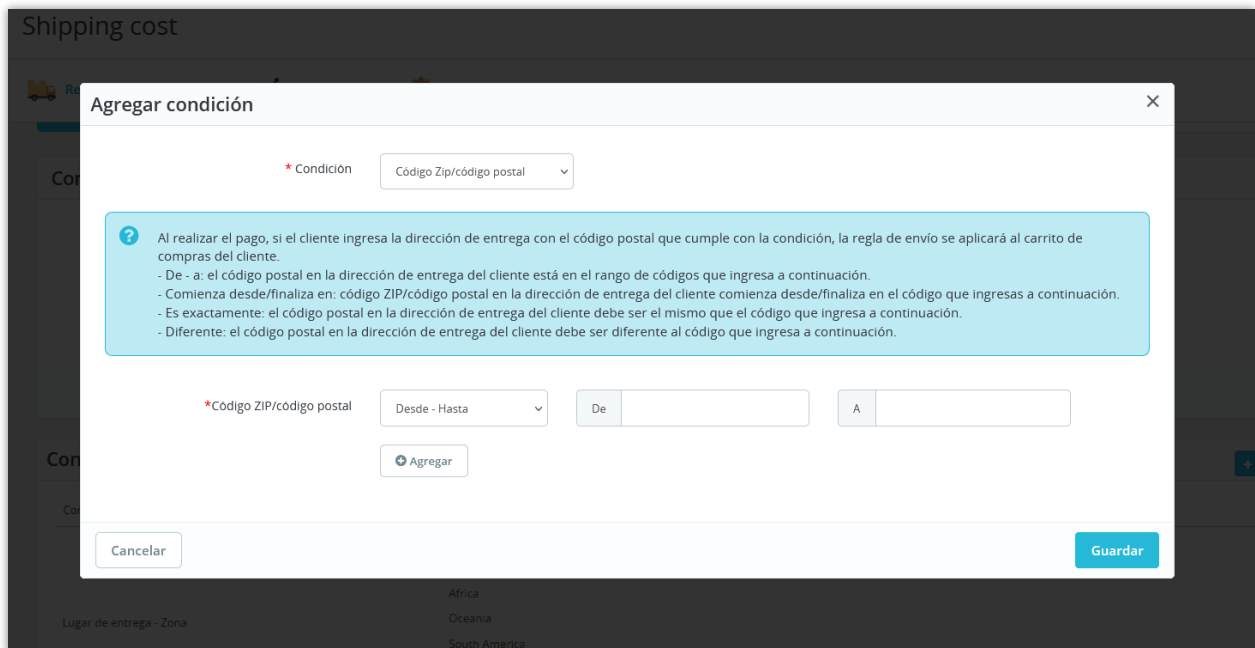 Shipping cost
Re
Agregar condición
Con
* Condición
Código Zip/código postal
Al realizar el pago, si el cliente ingresa la dirección de entrega con el código postal que cumple con la condición, la regla de envío se aplicará al carrito de
compras del cliente.
- De - a: el código postal en la dirección de entrega del cliente está en el rango de códigos que ingresa a continuación.
- Comienza desde/finaliza en: código ZIP/código postal en la dirección de entrega del cliente comienza desde/finaliza en el código que ingresas a continuación.
- Es exactamente: el código postal en la dirección de entrega del cliente debe ser el mismo que el código que ingresa a continuación.
- Diferente: el código postal en la dirección de entrega del cliente debe ser diferente al código que ingresa a continuación.
*Código ZIP/código postal
Desde - Hasta
De
A
Agregar
Con
Con
Cancelar
Guardar
Africa
Lugar de entrega - Zona
Oceania
South America